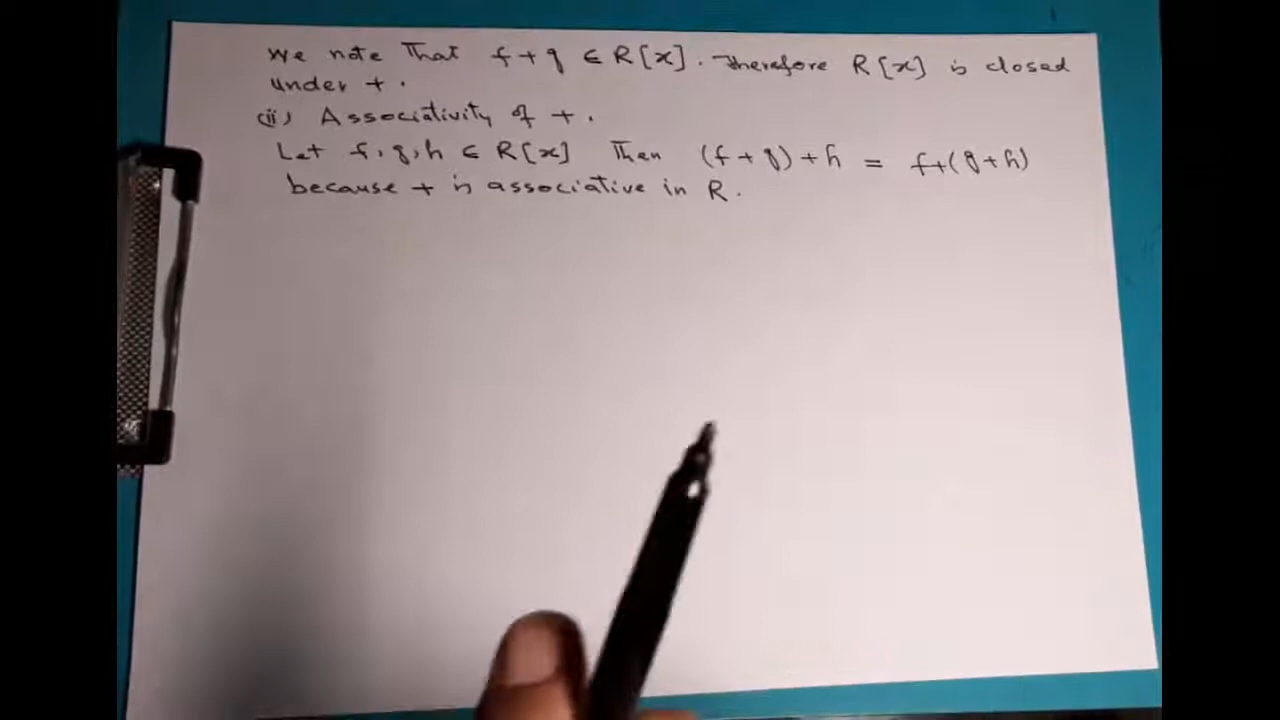 We note That f + g ∈ R[x]. Therefore R[x] is closed
under + .
(ii) Associativity of + .
Let f, g, h ∈ R[x] Then (f + g) + h = f+(g+h)
because + is associative in R.